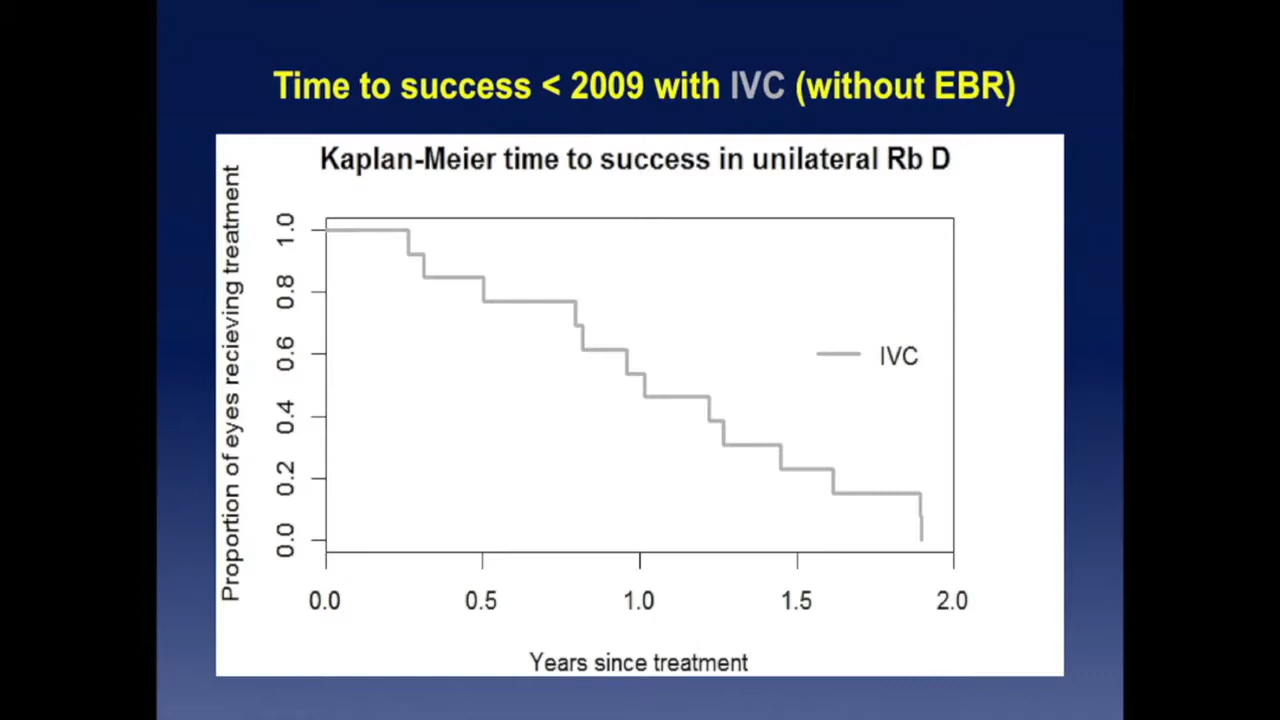 Time to success < 2009 with IVC (without EBR)
Kaplan-Meier time to success in unilateral Rb D
Proportion of eyes recieving treatment
1.0
0.8
0.6
0.4
0.2
0.0
IVC
0.0 0.5 1.0 1.5 2.0
Years since treatment